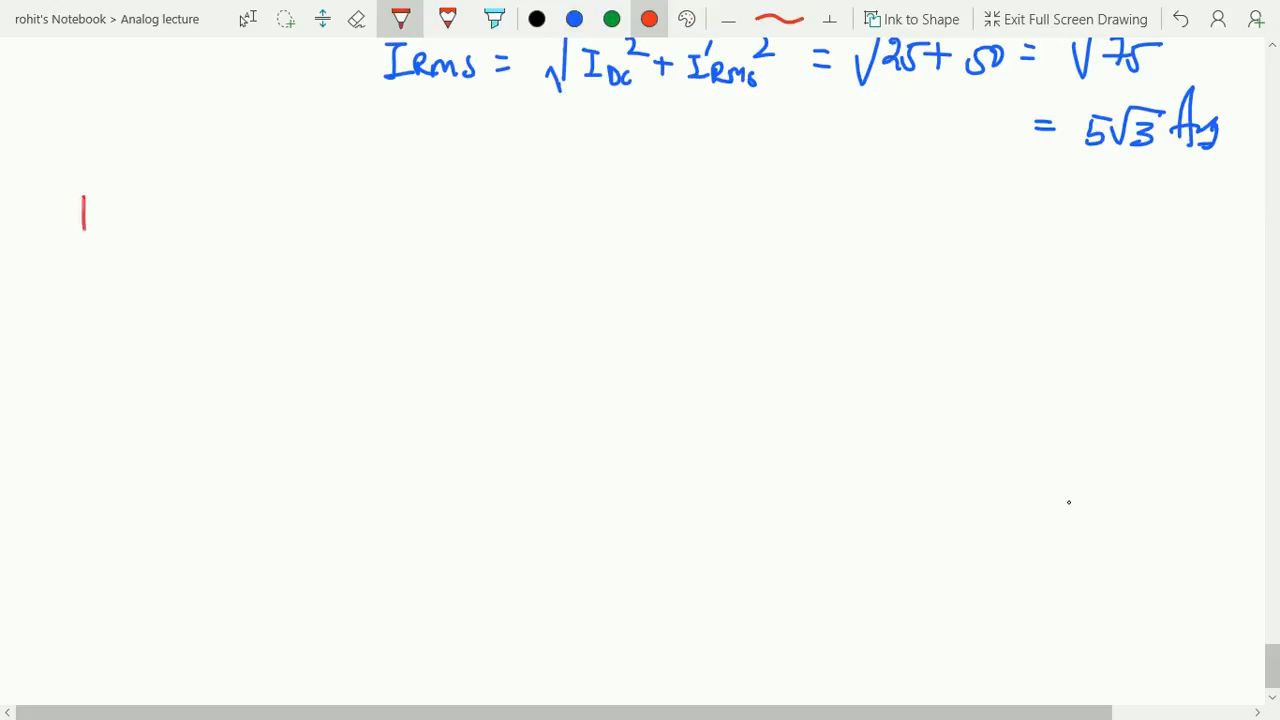 rohit's Notebook > Analog lecture
Ink to Shape
Exit Full Screen Drawing
IRMS = √IDC² + I'RMS² = √25 + 50 = √75
= 5√3 Ans